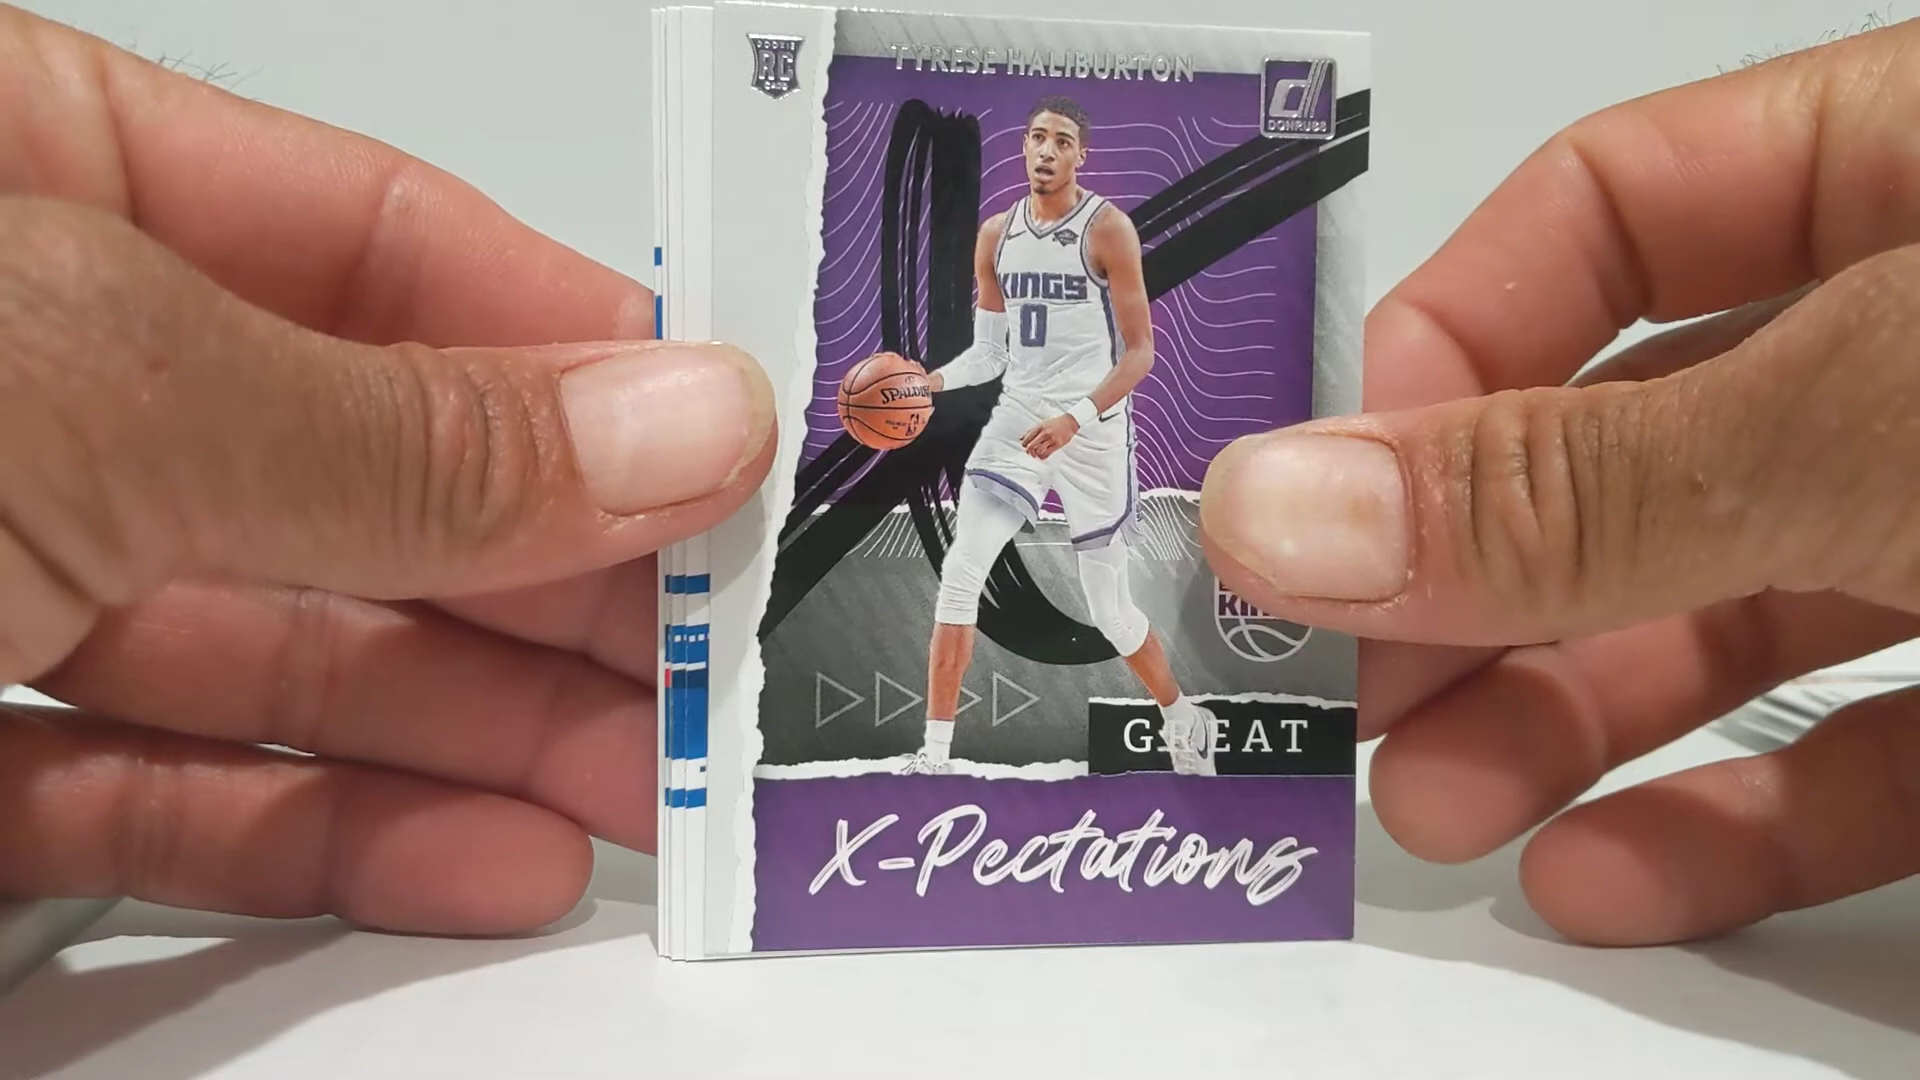 ROOKIE
RC
CARD
TYRESE HALIBURTON
d
DONRUSS
KINGS
0
SPALDING
GREAT
X-Pectations